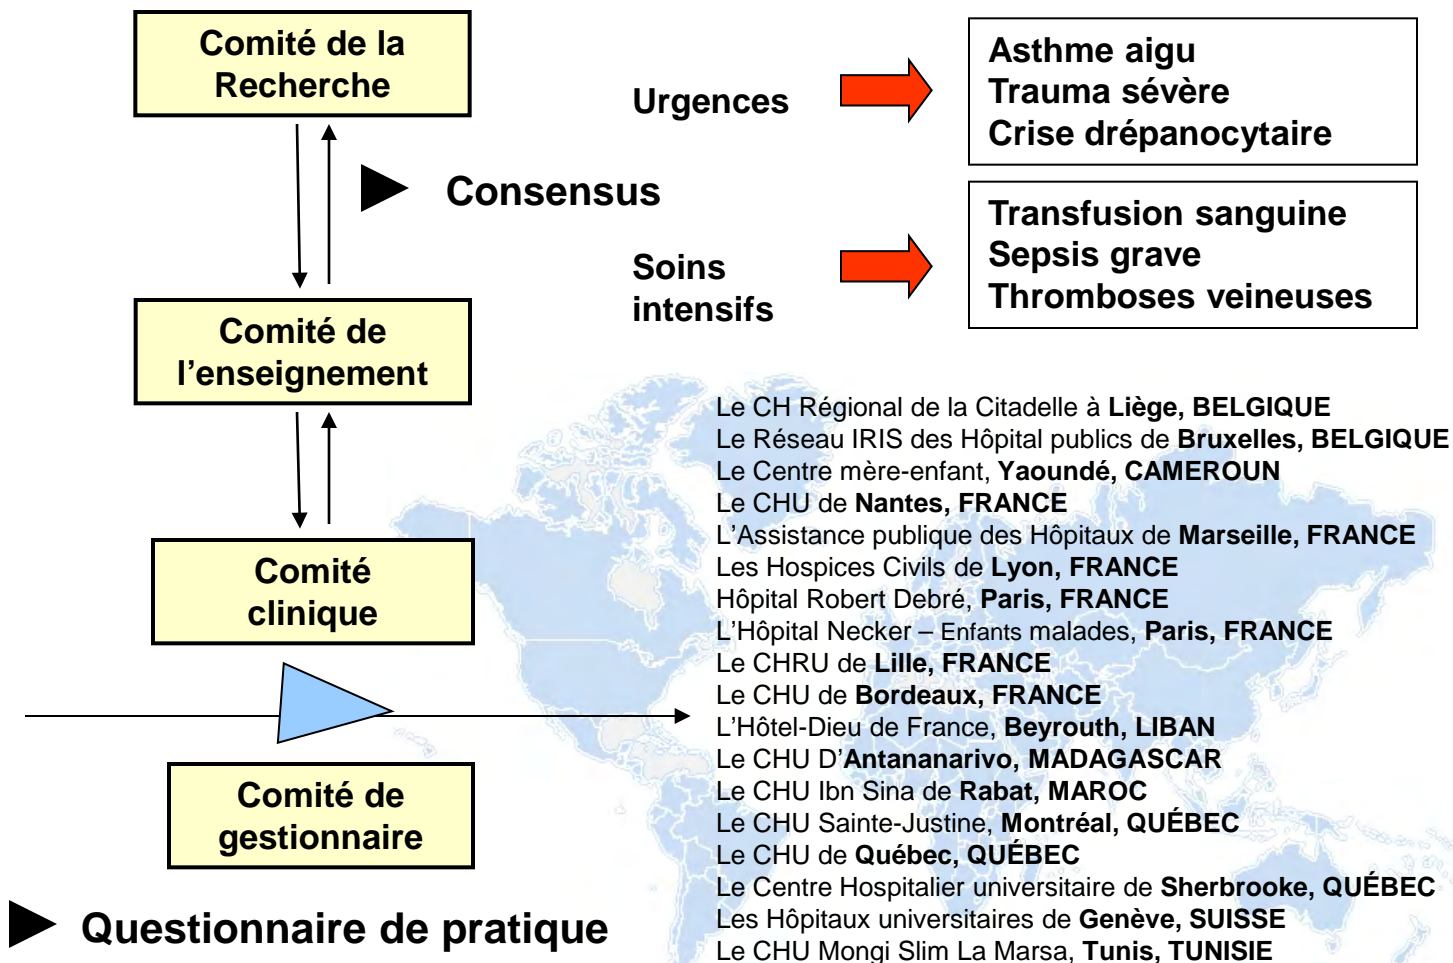 Comité de la
Recherche
Consensus
Comité de
l’enseignement
Comité
clinique
Comité de
gestionnaire
Questionnaire de pratique
Urgences
Asthme aigu
Trauma sévère
Crise drépanocytaire
Soins
intensifs
Transfusion sanguine
Sepsis grave
Thromboses veineuses
Le CH Régional de la Citadelle à Liège, BELGIQUE
Le Réseau IRIS des Hôpital publics de Bruxelles, BELGIQUE
Le Centre mère-enfant, Yaoundé, CAMEROUN
Le CHU de Nantes, FRANCE
L’Assistance publique des Hôpitaux de Marseille, FRANCE
Les Hospices Civils de Lyon, FRANCE
Hôpital Robert Debré, Paris, FRANCE
L’Hôpital Necker – Enfants malades, Paris, FRANCE
Le CHRU de Lille, FRANCE
Le CHU de Bordeaux, FRANCE
L’Hôtel-Dieu de France, Beyrouth, LIBAN
Le CHU D’Antananarivo, MADAGASCAR
Le CHU Ibn Sina de Rabat, MAROC
Le CHU Sainte-Justine, Montréal, QUÉBEC
Le CHU de Québec, QUÉBEC
Le Centre Hospitalier universitaire de Sherbrooke, QUÉBEC
Les Hôpitaux universitaires de Genève, SUISSE
Le CHU Mongi Slim La Marsa, Tunis, TUNISIE